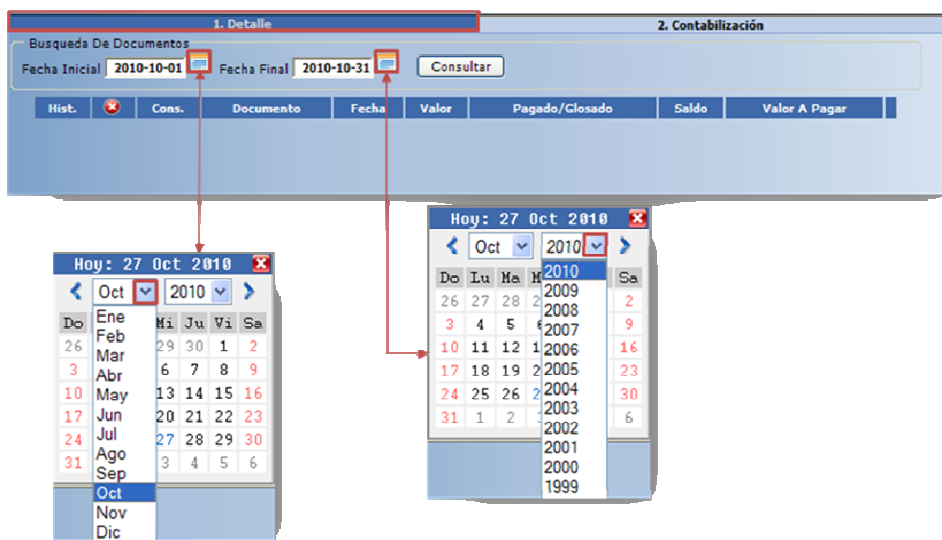 1. Detalle 2. Contabilización
Busqueda De Documentos
Fecha Inicial 2010-10-01 Fecha Final 2010-10-31 Consultar
Hist. Cons. Documento Fecha Valor Pagado/Glosado Saldo Valor A Pagar
Hoy: 27 Oct 2010
Oct 2010
Do Mi Ju Vi Sa
26 29 30 1 2
3 6 7 8 9
10 13 14 15 16
17 20 21 22 23
24 27 28 29 30
31 3 4 5 6
Ene
Feb
Mar
Abr
May
Jun
Jul
Ago
Sep
Oct
Nov
Dic
Hoy: 27 Oct 2010
Oct 2010
Do Lu Ma Sa
26 27 28 2
3 4 5 9
10 11 12 16
17 18 19 23
24 25 26 30
31 1 2 6
2010
2009
2008
2007
2006
2005
2004
2003
2002
2001
2000
1999